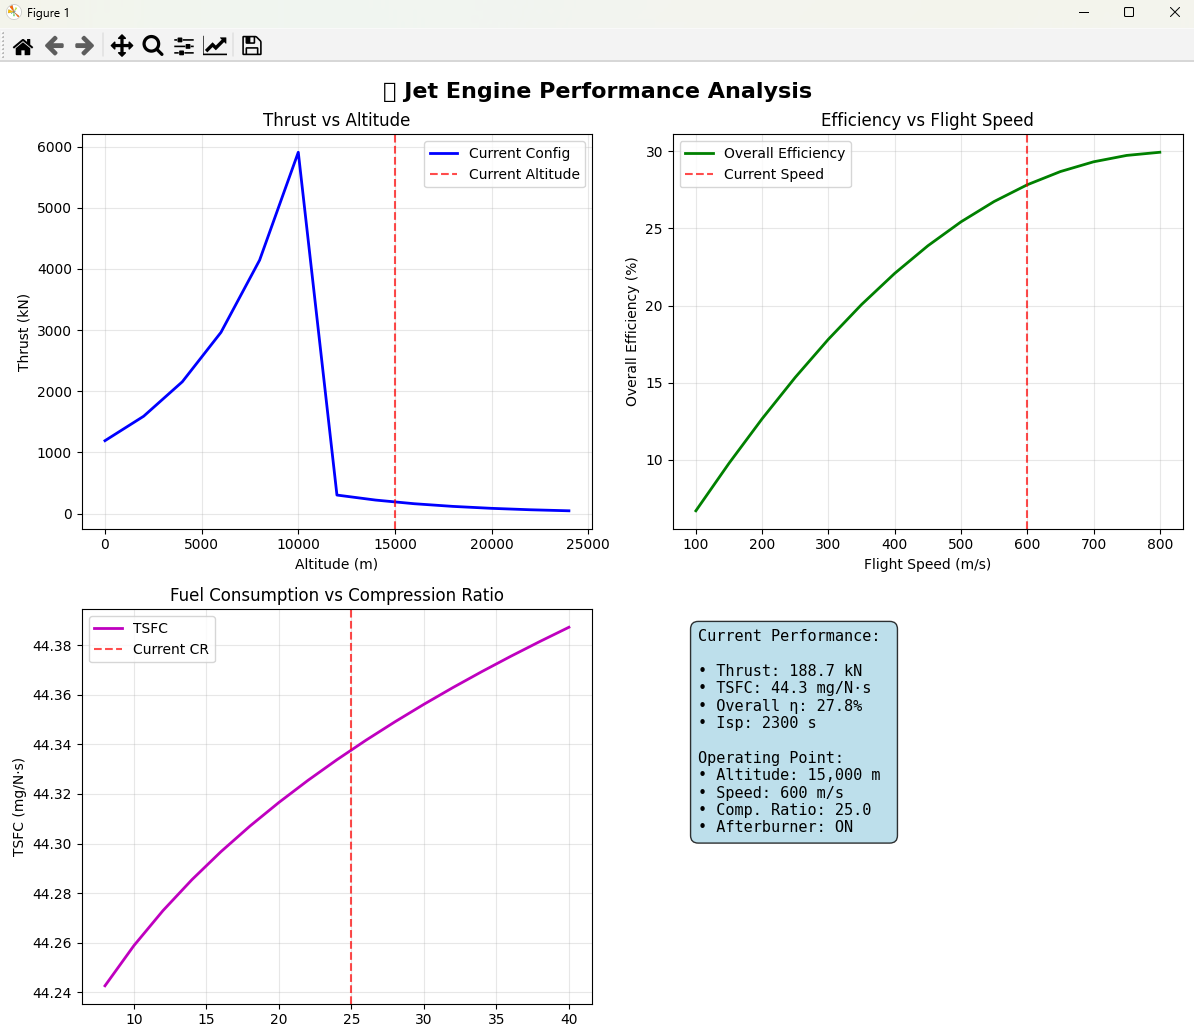 Figure 1
Jet Engine Performance Analysis
Thrust vs Altitude
6000
5000
4000
3000
2000
1000
0
Thrust (kN)
Current Config
Current Altitude
0 5000 10000 15000 20000 25000
Altitude (m)
Efficiency vs Flight Speed
30
25
20
15
10
Overall Efficiency (%)
Overall Efficiency
Current Speed
100 200 300 400 500 600 700 800
Flight Speed (m/s)
Fuel Consumption vs Compression Ratio
44.38
44.36
44.34
44.32
44.30
44.28
44.26
44.24
TSFC (mg/N·s)
TSFC
Current CR
10 15 20 25 30 35 40
Current Performance:
• Thrust: 188.7 kN
• TSFC: 44.3 mg/N·s
• Overall η: 27.8%
• Isp: 2300 s
Operating Point:
• Altitude: 15,000 m
• Speed: 600 m/s
• Comp. Ratio: 25.0
• Afterburner: ON